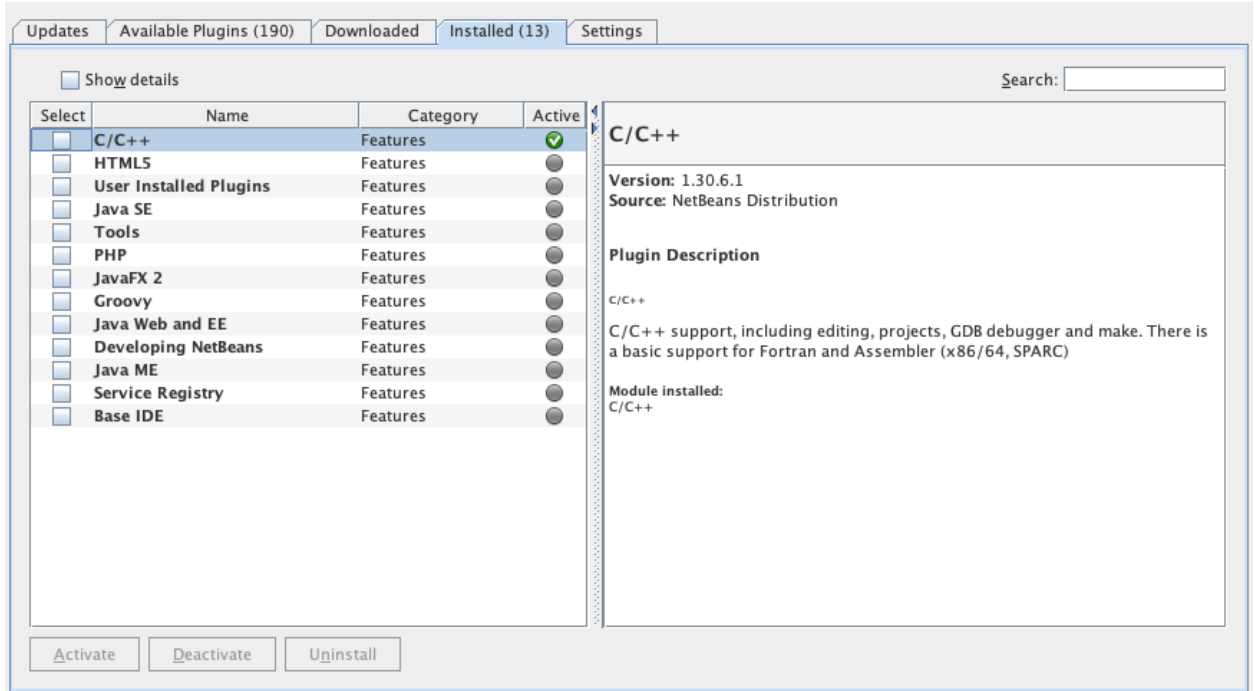 Updates Available Plugins (190) Downloaded Installed (13) Settings
Show details Search:
Select Name Category Active
C/C++ Features
HTML5 Features
User Installed Plugins Features
Java SE Features
Tools Features
PHP Features
JavaFX 2 Features
Groovy Features
Java Web and EE Features
Developing NetBeans Features
Java ME Features
Service Registry Features
Base IDE Features
C/C++
Version: 1.30.6.1
Source: NetBeans Distribution
Plugin Description
C/C++
C/C++ support, including editing, projects, GDB debugger and make. There is
a basic support for Fortran and Assembler (x86/64, SPARC)
Module installed:
C/C++
Activate Deactivate Uninstall